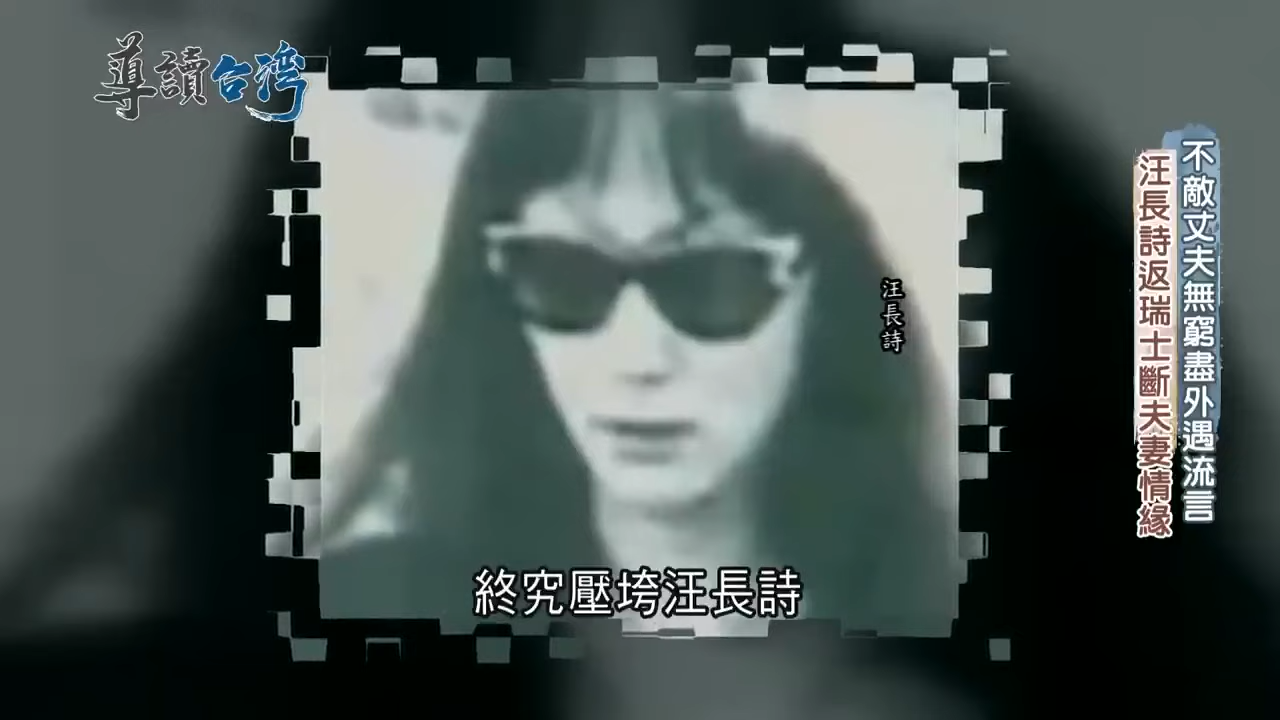 導讀台灣
不敵丈夫無窮盡外遇流言
汪長詩返瑞士斷夫妻情緣
汪長詩
終究壓垮汪長詩